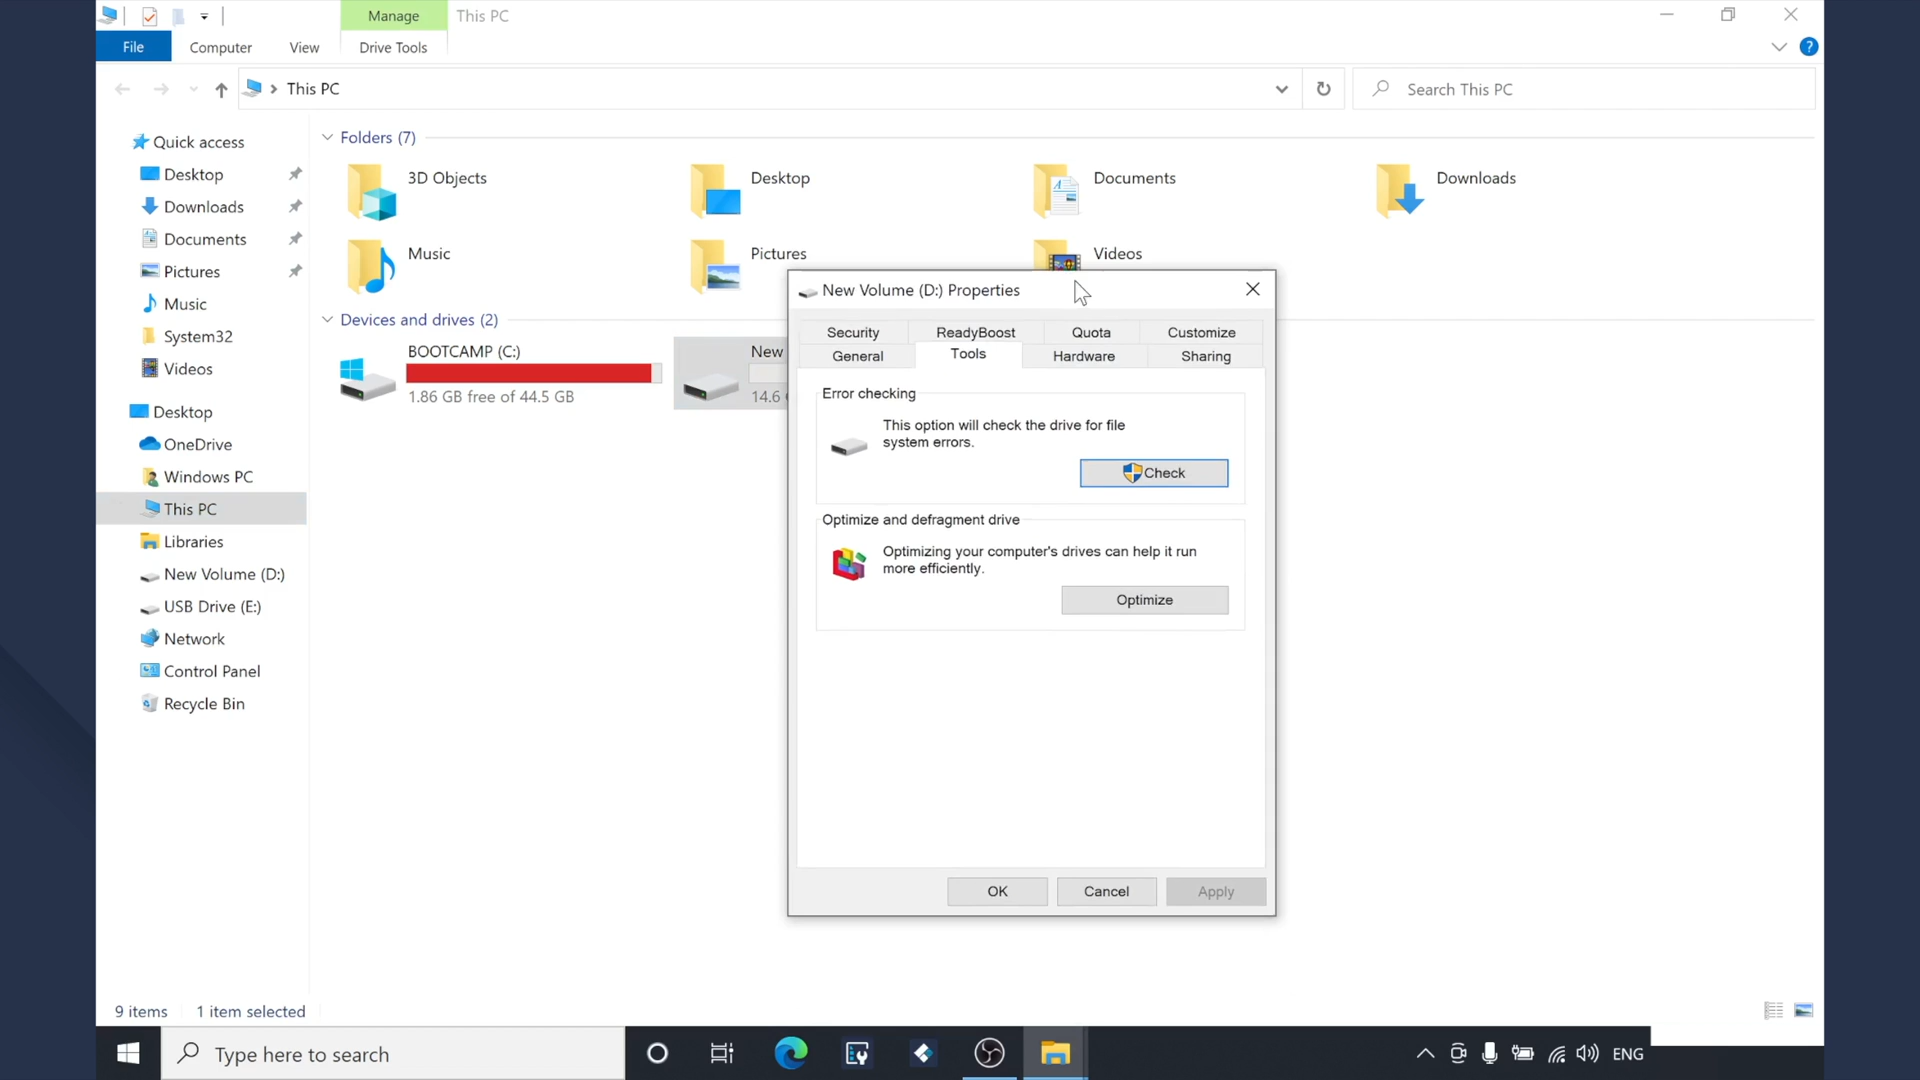 Manage
This PC
File
Computer
View
Drive Tools
This PC
Search This PC
Quick access
Desktop
Downloads
Documents
Pictures
Music
System32
Videos
Desktop
OneDrive
Windows PC
This PC
Libraries
New Volume (D:)
USB Drive (E:)
Network
Control Panel
Recycle Bin
Folders (7)
3D Objects
Desktop
Documents
Downloads
Music
Pictures
Videos
Devices and drives (2)
BOOTCAMP (C:)
1.86 GB free of 44.5 GB
New
14.6
New Volume (D:) Properties
Security
ReadyBoost
Quota
Customize
General
Tools
Hardware
Sharing
Error checking
This option will check the drive for file
system errors.
Check
Optimize and defragment drive
Optimizing your computer's drives can help it run
more efficiently.
Optimize
OK
Cancel
Apply
9 items
1 item selected
Type here to search
ENG